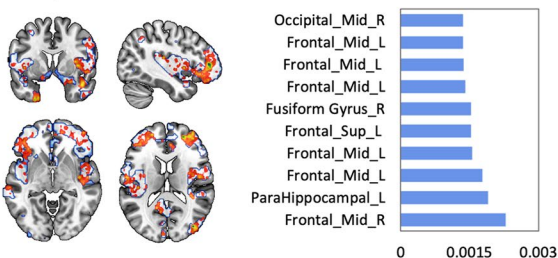 Occipital_Mid_R
Frontal_Mid_L
Frontal_Mid_L
Frontal_Mid_L
Fusiform Gyrus_R
Frontal_Sup_L
Frontal_Mid_L
Frontal_Mid_L
ParaHippocampal_L
Frontal_Mid_R
0 0.0015 0.003